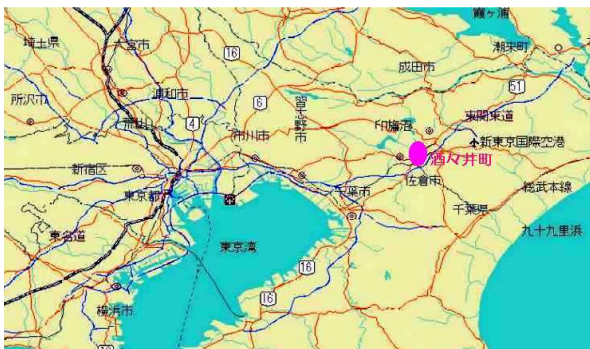 霞ヶ浦
埼玉県
大宮市
16
潮来町
成田市
51
所沢市
浦和市
6
習志野市
東関東道
4
市川市
印旛沼
新東京国際空港
酒々井町
新宿区
東京都
千葉市
佐倉市
総武本線
千葉県
九十九里浜
東名道
東京湾
16
16
横浜市